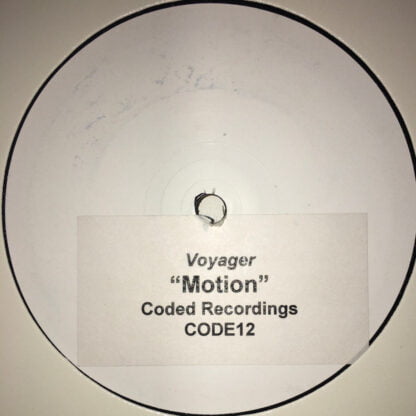 Voyager
“Motion”
Coded Recordings
CODE12